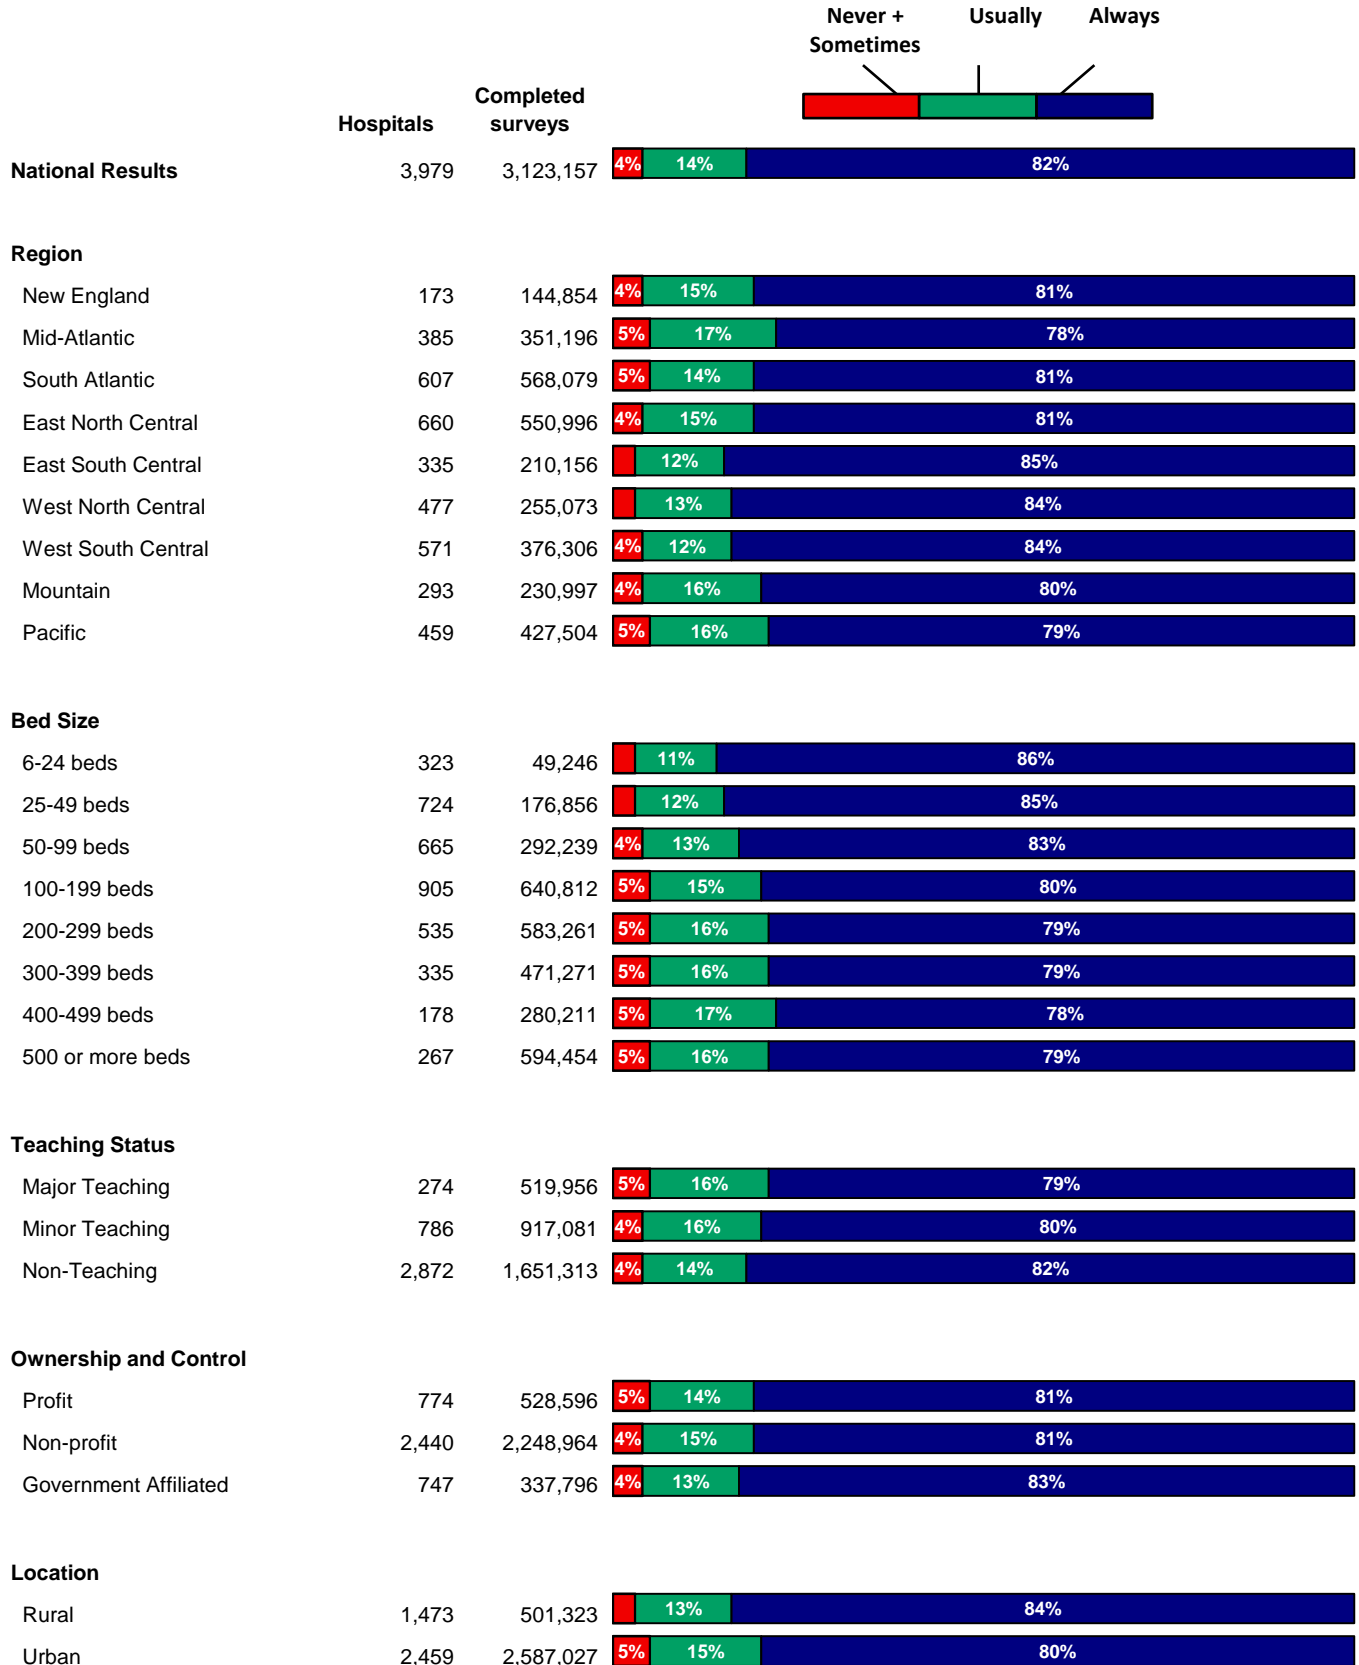 Never + Usually Always
Sometimes
Completed
Hospitals surveys
National Results 3,979 3,123,157 4% 14% 82%
Region
New England 173 144,854 4% 15% 81%
Mid-Atlantic 385 351,196 5% 17% 78%
South Atlantic 607 568,079 5% 14% 81%
East North Central 660 550,996 4% 15% 81%
East South Central 335 210,156 12% 85%
West North Central 477 255,073 13% 84%
West South Central 571 376,306 4% 12% 84%
Mountain 293 230,997 4% 16% 80%
Pacific 459 427,504 5% 16% 79%
Bed Size
6-24 beds 323 49,246 11% 86%
25-49 beds 724 176,856 12% 85%
50-99 beds 665 292,239 4% 13% 83%
100-199 beds 905 640,812 5% 15% 80%
200-299 beds 535 583,261 5% 16% 79%
300-399 beds 335 471,271 5% 16% 79%
400-499 beds 178 280,211 5% 17% 78%
500 or more beds 267 594,454 5% 16% 79%
Teaching Status
Major Teaching 274 519,956 5% 16% 79%
Minor Teaching 786 917,081 4% 16% 80%
Non-Teaching 2,872 1,651,313 4% 14% 82%
Ownership and Control
Profit 774 528,596 5% 14% 81%
Non-profit 2,440 2,248,964 4% 15% 81%
Government Affiliated 747 337,796 4% 13% 83%
Location
Rural 1,473 501,323 13% 84%
Urban 2,459 2,587,027 5% 15% 80%